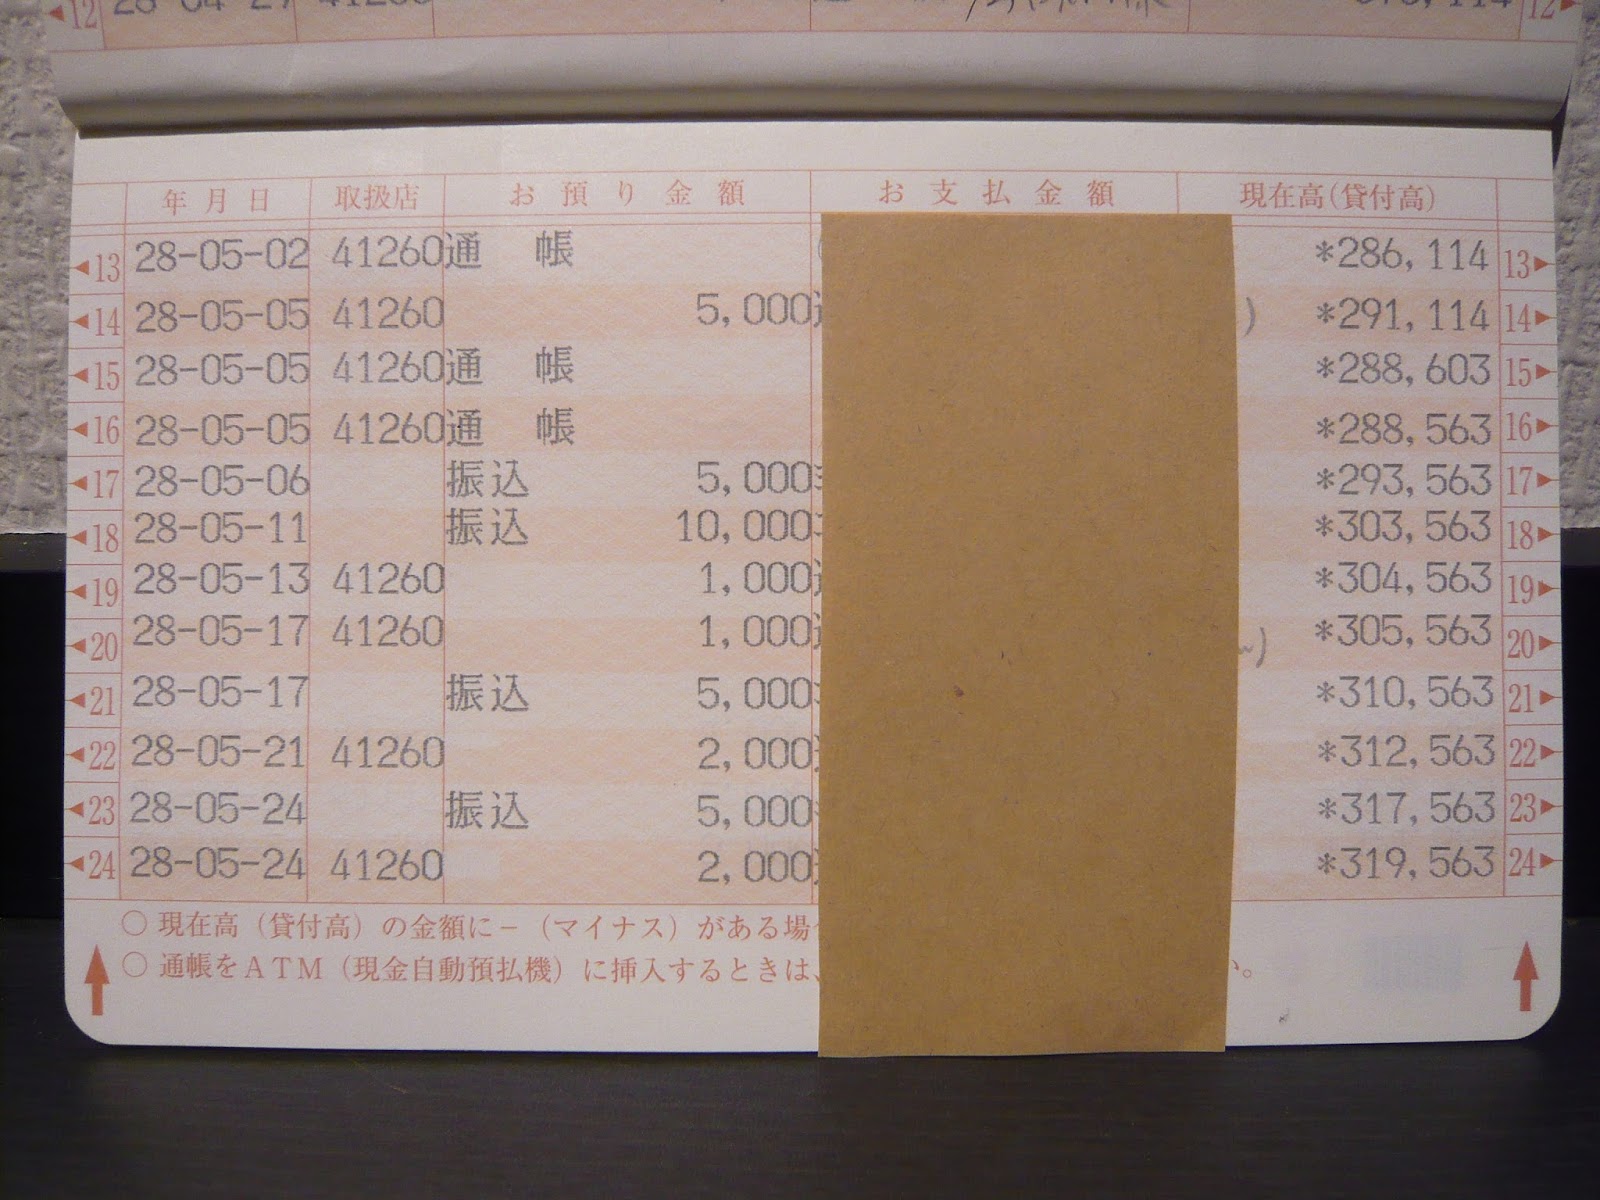 年月日 取扱店 お預り金額 お支払金額 現在高(貸付高)
13 28-05-02 41260 通 帳 *286,114 13
14 28-05-05 41260 5,000 ) *291,114 14
15 28-05-05 41260 通 帳 *288,603 15
16 28-05-05 41260 通 帳 *288,563 16
17 28-05-06 振込 5,000 *293,563 17
18 28-05-11 振込 10,000 *303,563 18
19 28-05-13 41260 1,000 *304,563 19
20 28-05-17 41260 1,000 ) *305,563 20
21 28-05-17 振込 5,000 *310,563 21
22 28-05-21 41260 2,000 *312,563 22
23 28-05-24 振込 5,000 *317,563 23
24 28-05-24 41260 2,000 *319,563 24
○ 現在高(貸付高)の金額に-(マイナス)がある場
○ 通帳をATM(現金自動預払機)に挿入するときは、 い。